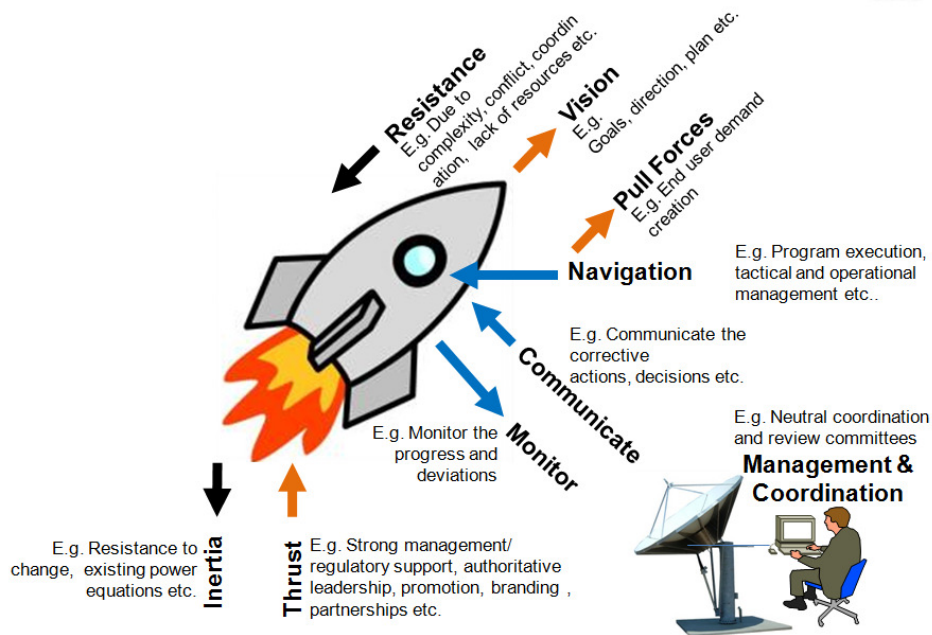 Resistance
E.g. Due to
complexity, conflict, coordin
ation, lack of resources etc.
Vision
E.g.
Goals, direction, plan etc.
Pull Forces
E.g. End user demand
creation
Navigation
E.g. Program execution,
tactical and operational
management etc..
Communicate
E.g. Communicate the
corrective
actions, decisions etc.
Monitor
E.g. Monitor the
progress and
deviations
E.g. Neutral coordination
and review committees
Management &
Coordination
Inertia
E.g. Resistance to
change, existing power
equations etc.
Thrust
E.g. Strong management/
regulatory support, authoritative
leadership, promotion, branding ,
partnerships etc.